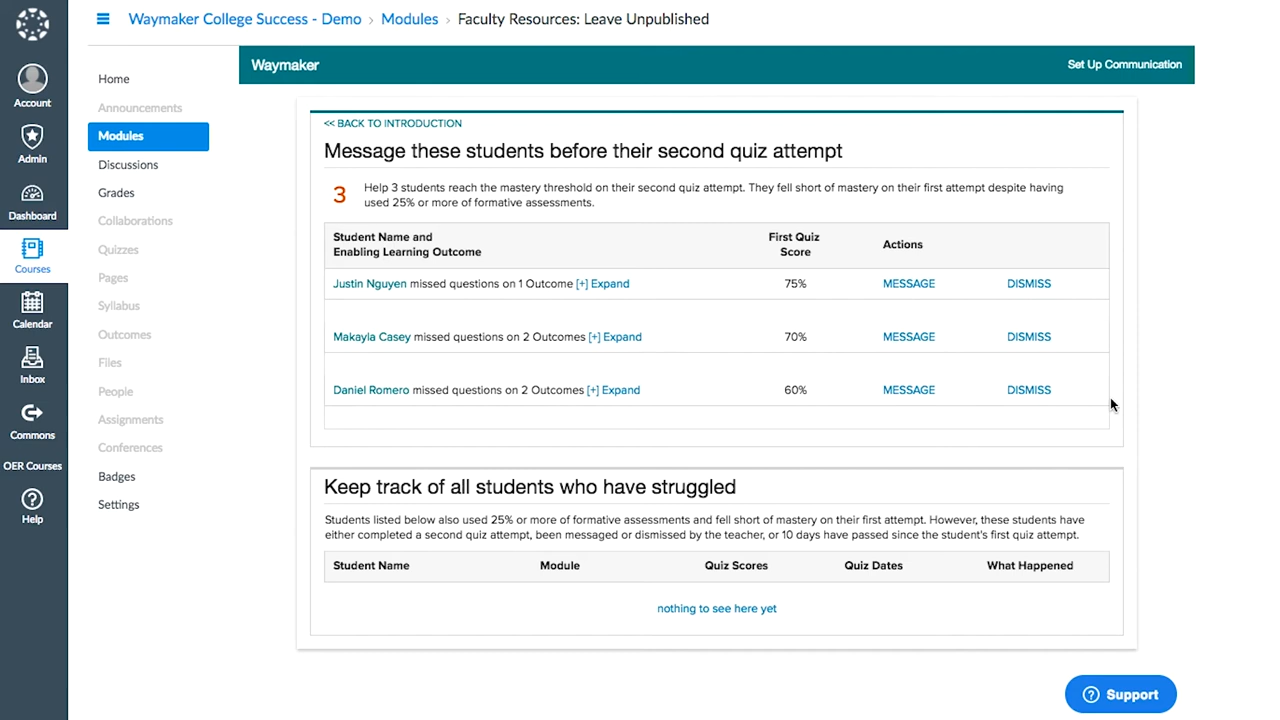 Waymaker College Success - Demo › Modules › Faculty Resources: Leave Unpublished
Account
Admin
Dashboard
Courses
Calendar
Inbox
Commons
OER Courses
Help
Home
Announcements
Modules
Discussions
Grades
Collaborations
Quizzes
Pages
Syllabus
Outcomes
Files
People
Assignments
Conferences
Badges
Settings
Waymaker
Set Up Communication
<< BACK TO INTRODUCTION
Message these students before their second quiz attempt
3
Help 3 students reach the mastery threshold on their second quiz attempt. They fell short of mastery on their first attempt despite having
used 25% or more of formative assessments.
Student Name and
Enabling Learning Outcome
First Quiz
Score
Actions
Justin Nguyen missed questions on 1 Outcome [+] Expand 75% MESSAGE DISMISS
Makayla Casey missed questions on 2 Outcomes [+] Expand 70% MESSAGE DISMISS
Daniel Romero missed questions on 2 Outcomes [+] Expand 60% MESSAGE DISMISS
Keep track of all students who have struggled
Students listed below also used 25% or more of formative assessments and fell short of mastery on their first attempt. However, these students have
either completed a second quiz attempt, been messaged or dismissed by the teacher, or 10 days have passed since the student's first quiz attempt.
Student Name Module Quiz Scores Quiz Dates What Happened
nothing to see here yet
? Support